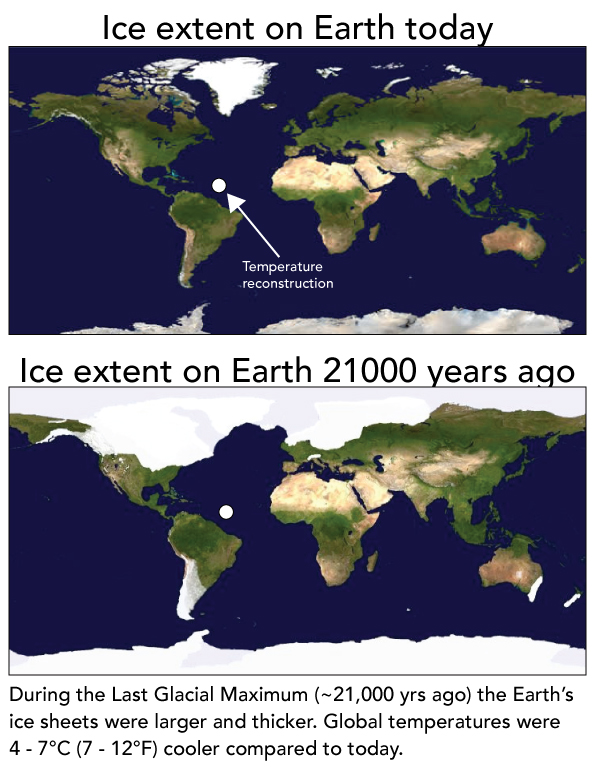 Ice extent on Earth today
Temperature
reconstruction
Ice extent on Earth 21000 years ago
During the Last Glacial Maximum (~21,000 yrs ago) the Earth's
ice sheets were larger and thicker. Global temperatures were
4 - 7°C (7 - 12°F) cooler compared to today.